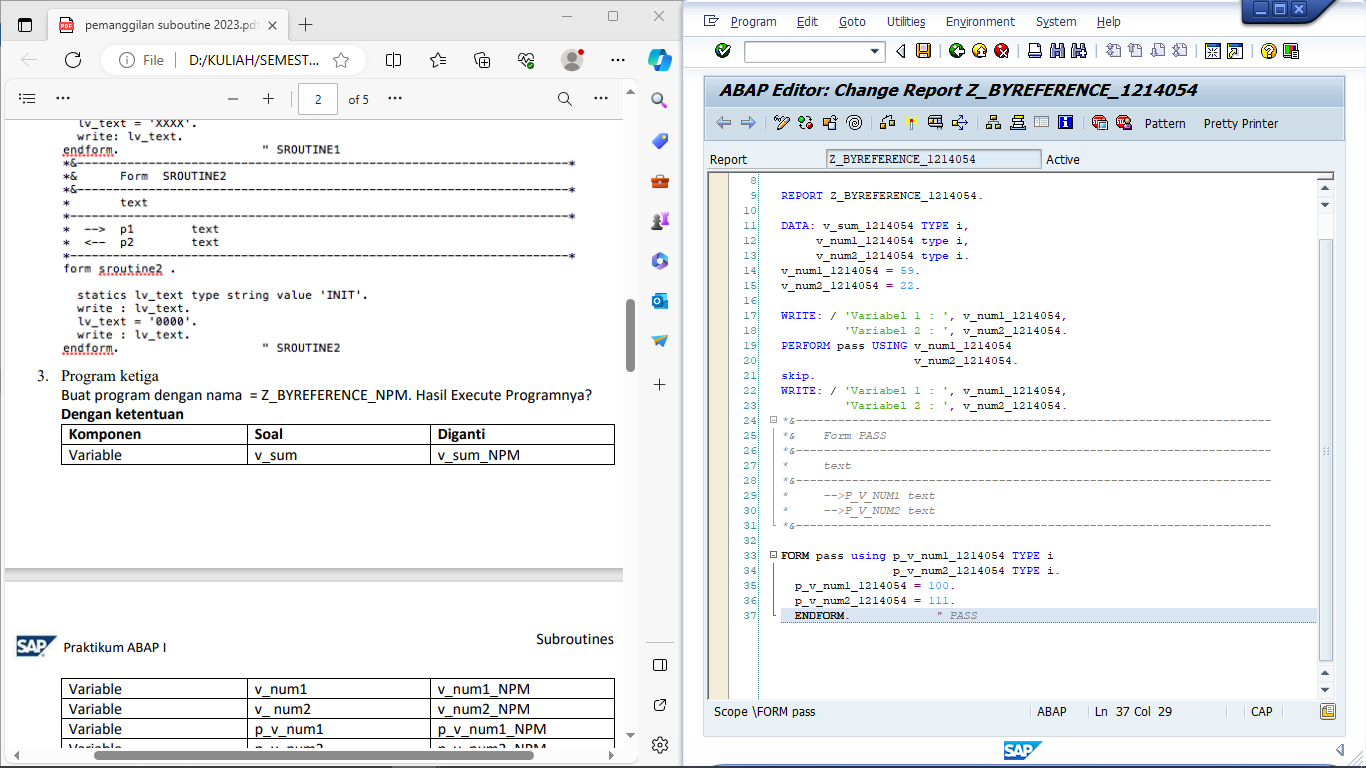 pemanggilan suboutine 2023.pdf
File
D:/KULIAH/SEMEST...
2
of 5
lv_text = 'XXXX'.
write: lv_text.
endform. " SROUTINE1
*&---------------------------------------------------------------------*
*& Form SROUTINE2
*&---------------------------------------------------------------------*
* text
*----------------------------------------------------------------------*
* --> p1 text
* <-- p2 text
*----------------------------------------------------------------------*
form sroutine2 .
statics lv_text type string value 'INIT'.
write : lv_text.
lv_text = '0000'.
write : lv_text.
endform. " SROUTINE2
3. Program ketiga
Buat program dengan nama = Z_BYREFERENCE_NPM. Hasil Execute Programnya?
Dengan ketentuan
Komponen Soal Diganti
Variable v_sum v_sum_NPM
SAP Praktikum ABAP I Subroutines
Variable v_num1 v_num1_NPM
Variable v_ num2 v_num2_NPM
Variable p_v_num1 p_v_num1_NPM
Variable p_v_num2 p_v_num2_NPM
Program Edit Goto Utilities Environment System Help
ABAP Editor: Change Report Z_BYREFERENCE_1214054
Pattern Pretty Printer
Report Z_BYREFERENCE_1214054 Active
8
9 REPORT Z_BYREFERENCE_1214054.
10
11 DATA: v_sum_1214054 TYPE i,
12 v_num1_1214054 type i,
13 v_num2_1214054 type i.
14 v_num1_1214054 = 59.
15 v_num2_1214054 = 22.
16
17 WRITE: / 'Variabel 1 : ', v_num1_1214054,
18 'Variabel 2 : ', v_num2_1214054.
19 PERFORM pass USING v_num1_1214054
20 v_num2_1214054.
21 skip.
22 WRITE: / 'Variabel 1 : ', v_num1_1214054,
23 'Variabel 2 : ', v_num2_1214054.
24 *&--------------------------------------------------------------------
25 *& Form PASS
26 *&--------------------------------------------------------------------
27 * text
28 *&--------------------------------------------------------------------
29 * -->P_V_NUM1 text
30 * -->P_V_NUM2 text
31 *&--------------------------------------------------------------------
32
33 FORM pass using p_v_num1_1214054 TYPE i
34 p_v_num2_1214054 TYPE i.
35 p_v_num1_1214054 = 100.
36 p_v_num2_1214054 = 111.
37 ENDFORM. " PASS
Scope \FORM pass ABAP Ln 37 Col 29 CAP
SAP